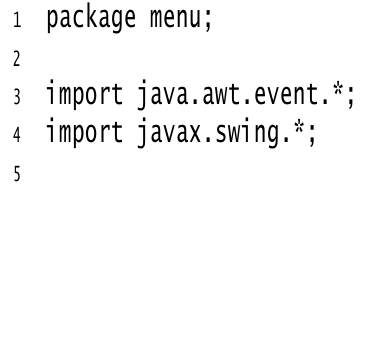 1 package menu;
2
3 import java.awt.event.*;
4 import javax.swing.*;
5